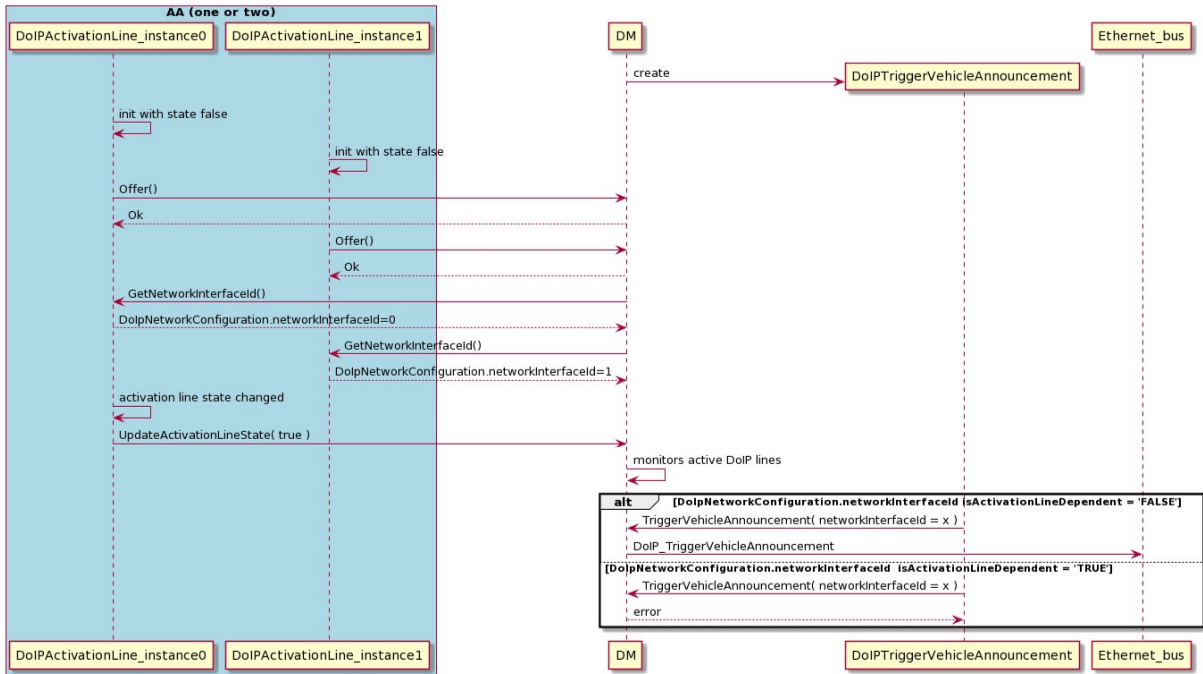 AA (one or two)
DoIPActivationLine_instance0
DoIPActivationLine_instance1
DM
Ethernet_bus
create
DoIPTriggerVehicleAnnouncement
init with state false
init with state false
Offer()
Ok
Offer()
Ok
GetNetworkInterfaceId()
DoIpNetworkConfiguration.networkInterfaceId=0
GetNetworkInterfaceId()
DoIpNetworkConfiguration.networkInterfaceId=1
activation line state changed
UpdateActivationLineState( true )
monitors active DoIP lines
alt
[DoIpNetworkConfiguration.networkInterfaceId isActivationLineDependent = 'FALSE']
TriggerVehicleAnnouncement( networkInterfaceId = x )
DoIP_TriggerVehicleAnnouncement
[DoIpNetworkConfiguration.networkInterfaceId isActivationLineDependent = 'TRUE']
TriggerVehicleAnnouncement( networkInterfaceId = x )
error
DoIPActivationLine_instance0
DoIPActivationLine_instance1
DM
DoIPTriggerVehicleAnnouncement
Ethernet_bus